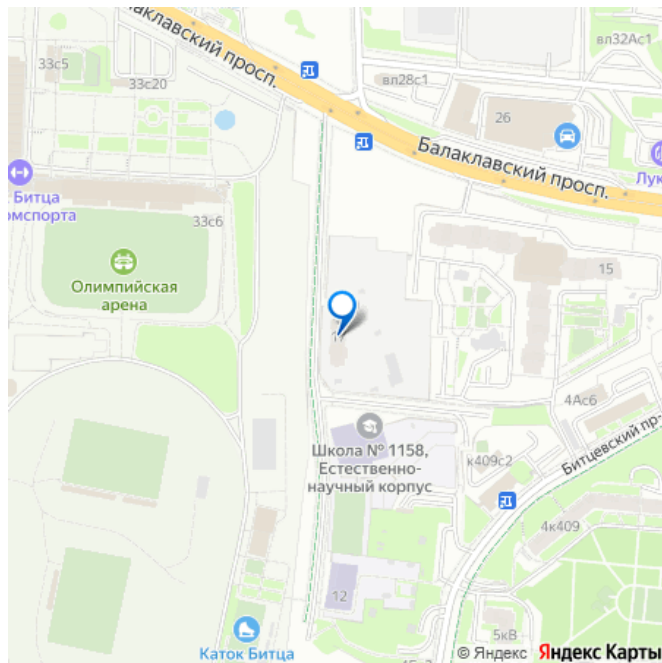 Балаклавский просп.
33с5
33с20
вл32Ас1
вл28с1
26
Балаклавский просп.
Лук
Битца
омспорта
33с6
Олимпийская
арена
15
4Ас6
Школа № 1158,
Естественно-
научный корпус
к409с2
Битцевский пр-
4к409
12
5кВ
Каток Битца
© Яндекс Яндекс Карты